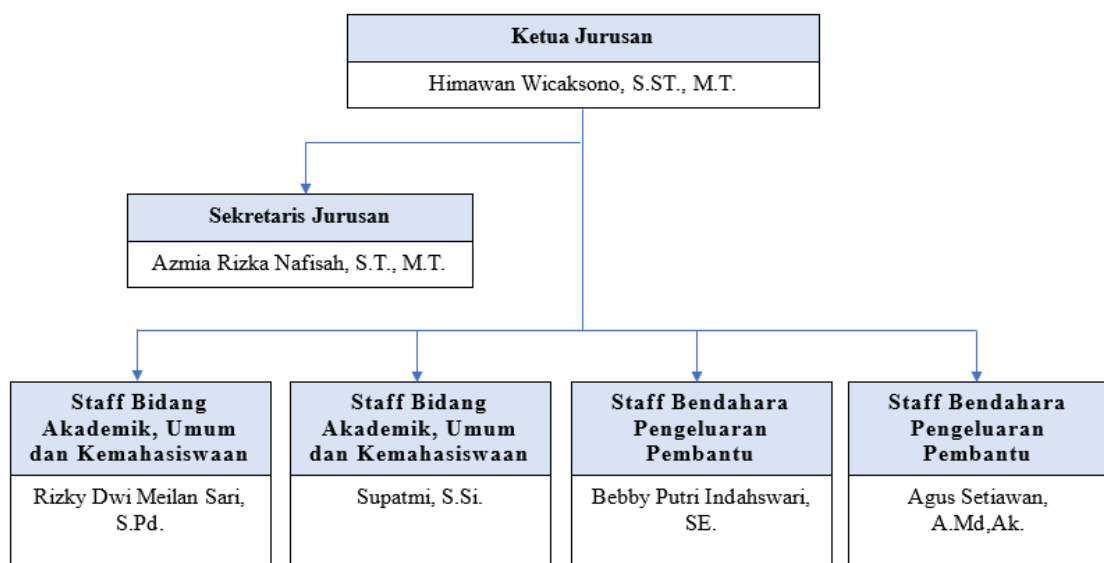 Ketua Jurusan
Himawan Wicaksono, S.ST., M.T.
Sekretaris Jurusan
Azmia Rizka Nafisah, S.T., M.T.
Staff Bidang
Akademik, Umum
dan Kemahasiswaan
Rizky Dwi Meilan Sari,
S.Pd.
Staff Bidang
Akademik, Umum
dan Kemahasiswaan
Supatmi, S.Si.
Staff Bendahara
Pengeluaran
Pembantu
Bebby Putri Indahswari,
SE.
Staff Bendahara
Pengeluaran
Pembantu
Agus Setiawan,
A.Md,Ak.